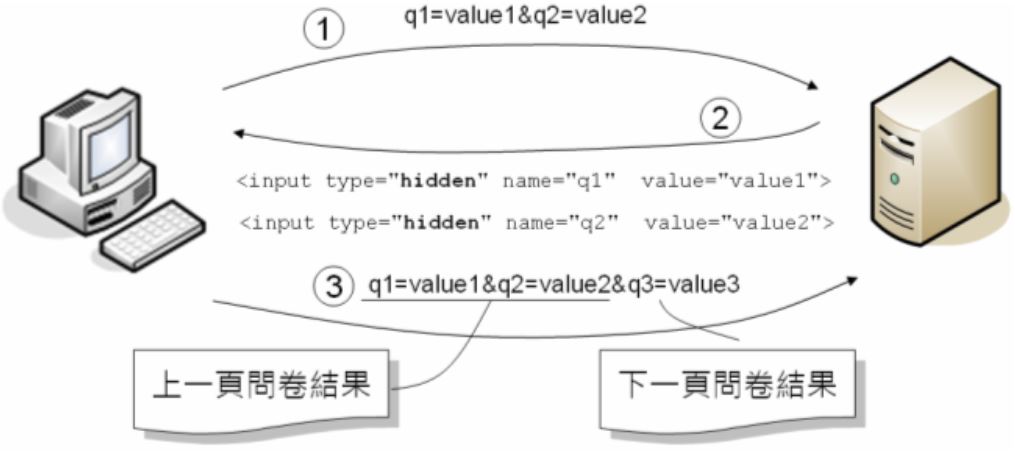 ① q1=value1&q2=value2
②
<input type="hidden" name="q1" value="value1">
<input type="hidden" name="q2" value="value2">
③ q1=value1&q2=value2&q3=value3
上一頁問卷結果
下一頁問卷結果